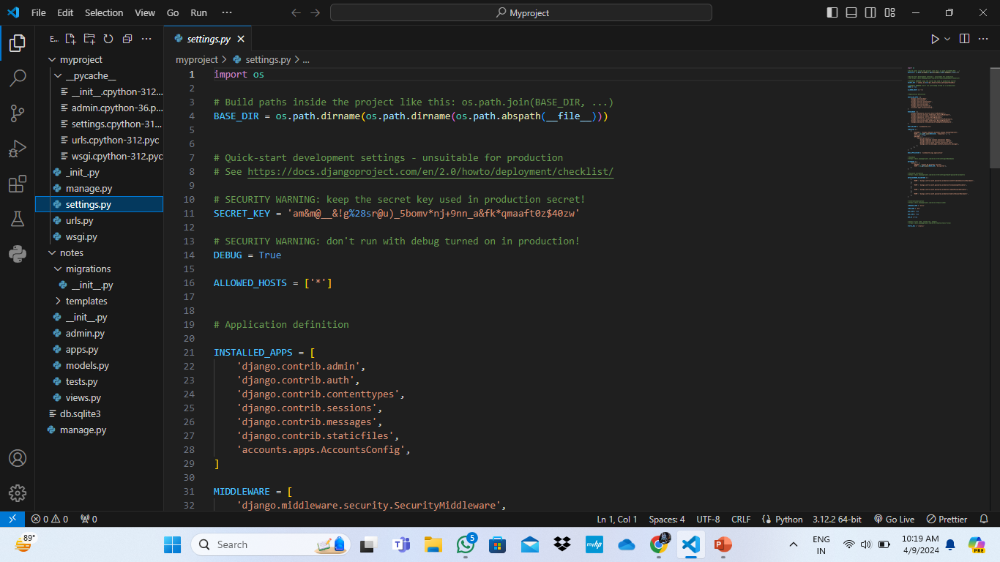 File Edit Selection View Go Run ···
Myproject
E... ···
settings.py
myproject
__pycache__
__init__.cpython-312...
admin.cpython-36.p...
settings.cpython-31...
urls.cpython-312.pyc
wsgi.cpython-312.pyc
_init_.py
manage.py
settings.py
urls.py
wsgi.py
notes
migrations
__init__.py
templates
__init__.py
admin.py
apps.py
models.py
tests.py
views.py
db.sqlite3
manage.py
myproject > settings.py > ...
1 import os
2
3 # Build paths inside the project like this: os.path.join(BASE_DIR, ...)
4 BASE_DIR = os.path.dirname(os.path.dirname(os.path.abspath(__file__)))
5
6
7 # Quick-start development settings - unsuitable for production
8 # See https://docs.djangoproject.com/en/2.0/howto/deployment/checklist/
9
10 # SECURITY WARNING: keep the secret key used in production secret!
11 SECRET_KEY = 'am&m@__&!g%28sr@u)_5bomv*nj+9nn_a&fk*qmaaft0z$40zw'
12
13 # SECURITY WARNING: don't run with debug turned on in production!
14 DEBUG = True
15
16 ALLOWED_HOSTS = ['*']
17
18
19 # Application definition
20
21 INSTALLED_APPS = [
22     'django.contrib.admin',
23     'django.contrib.auth',
24     'django.contrib.contenttypes',
25     'django.contrib.sessions',
26     'django.contrib.messages',
27     'django.contrib.staticfiles',
28     'accounts.apps.AccountsConfig',
29 ]
30
31 MIDDLEWARE = [
32     'django.middleware.security.SecurityMiddleware',
0 0 0 Ln 1, Col 1 Spaces: 4 UTF-8 CRLF Python 3.12.2 64-bit Go Live Prettier
89° Search 5 myhp ENG IN 10:19 AM 4/9/2024 PRE